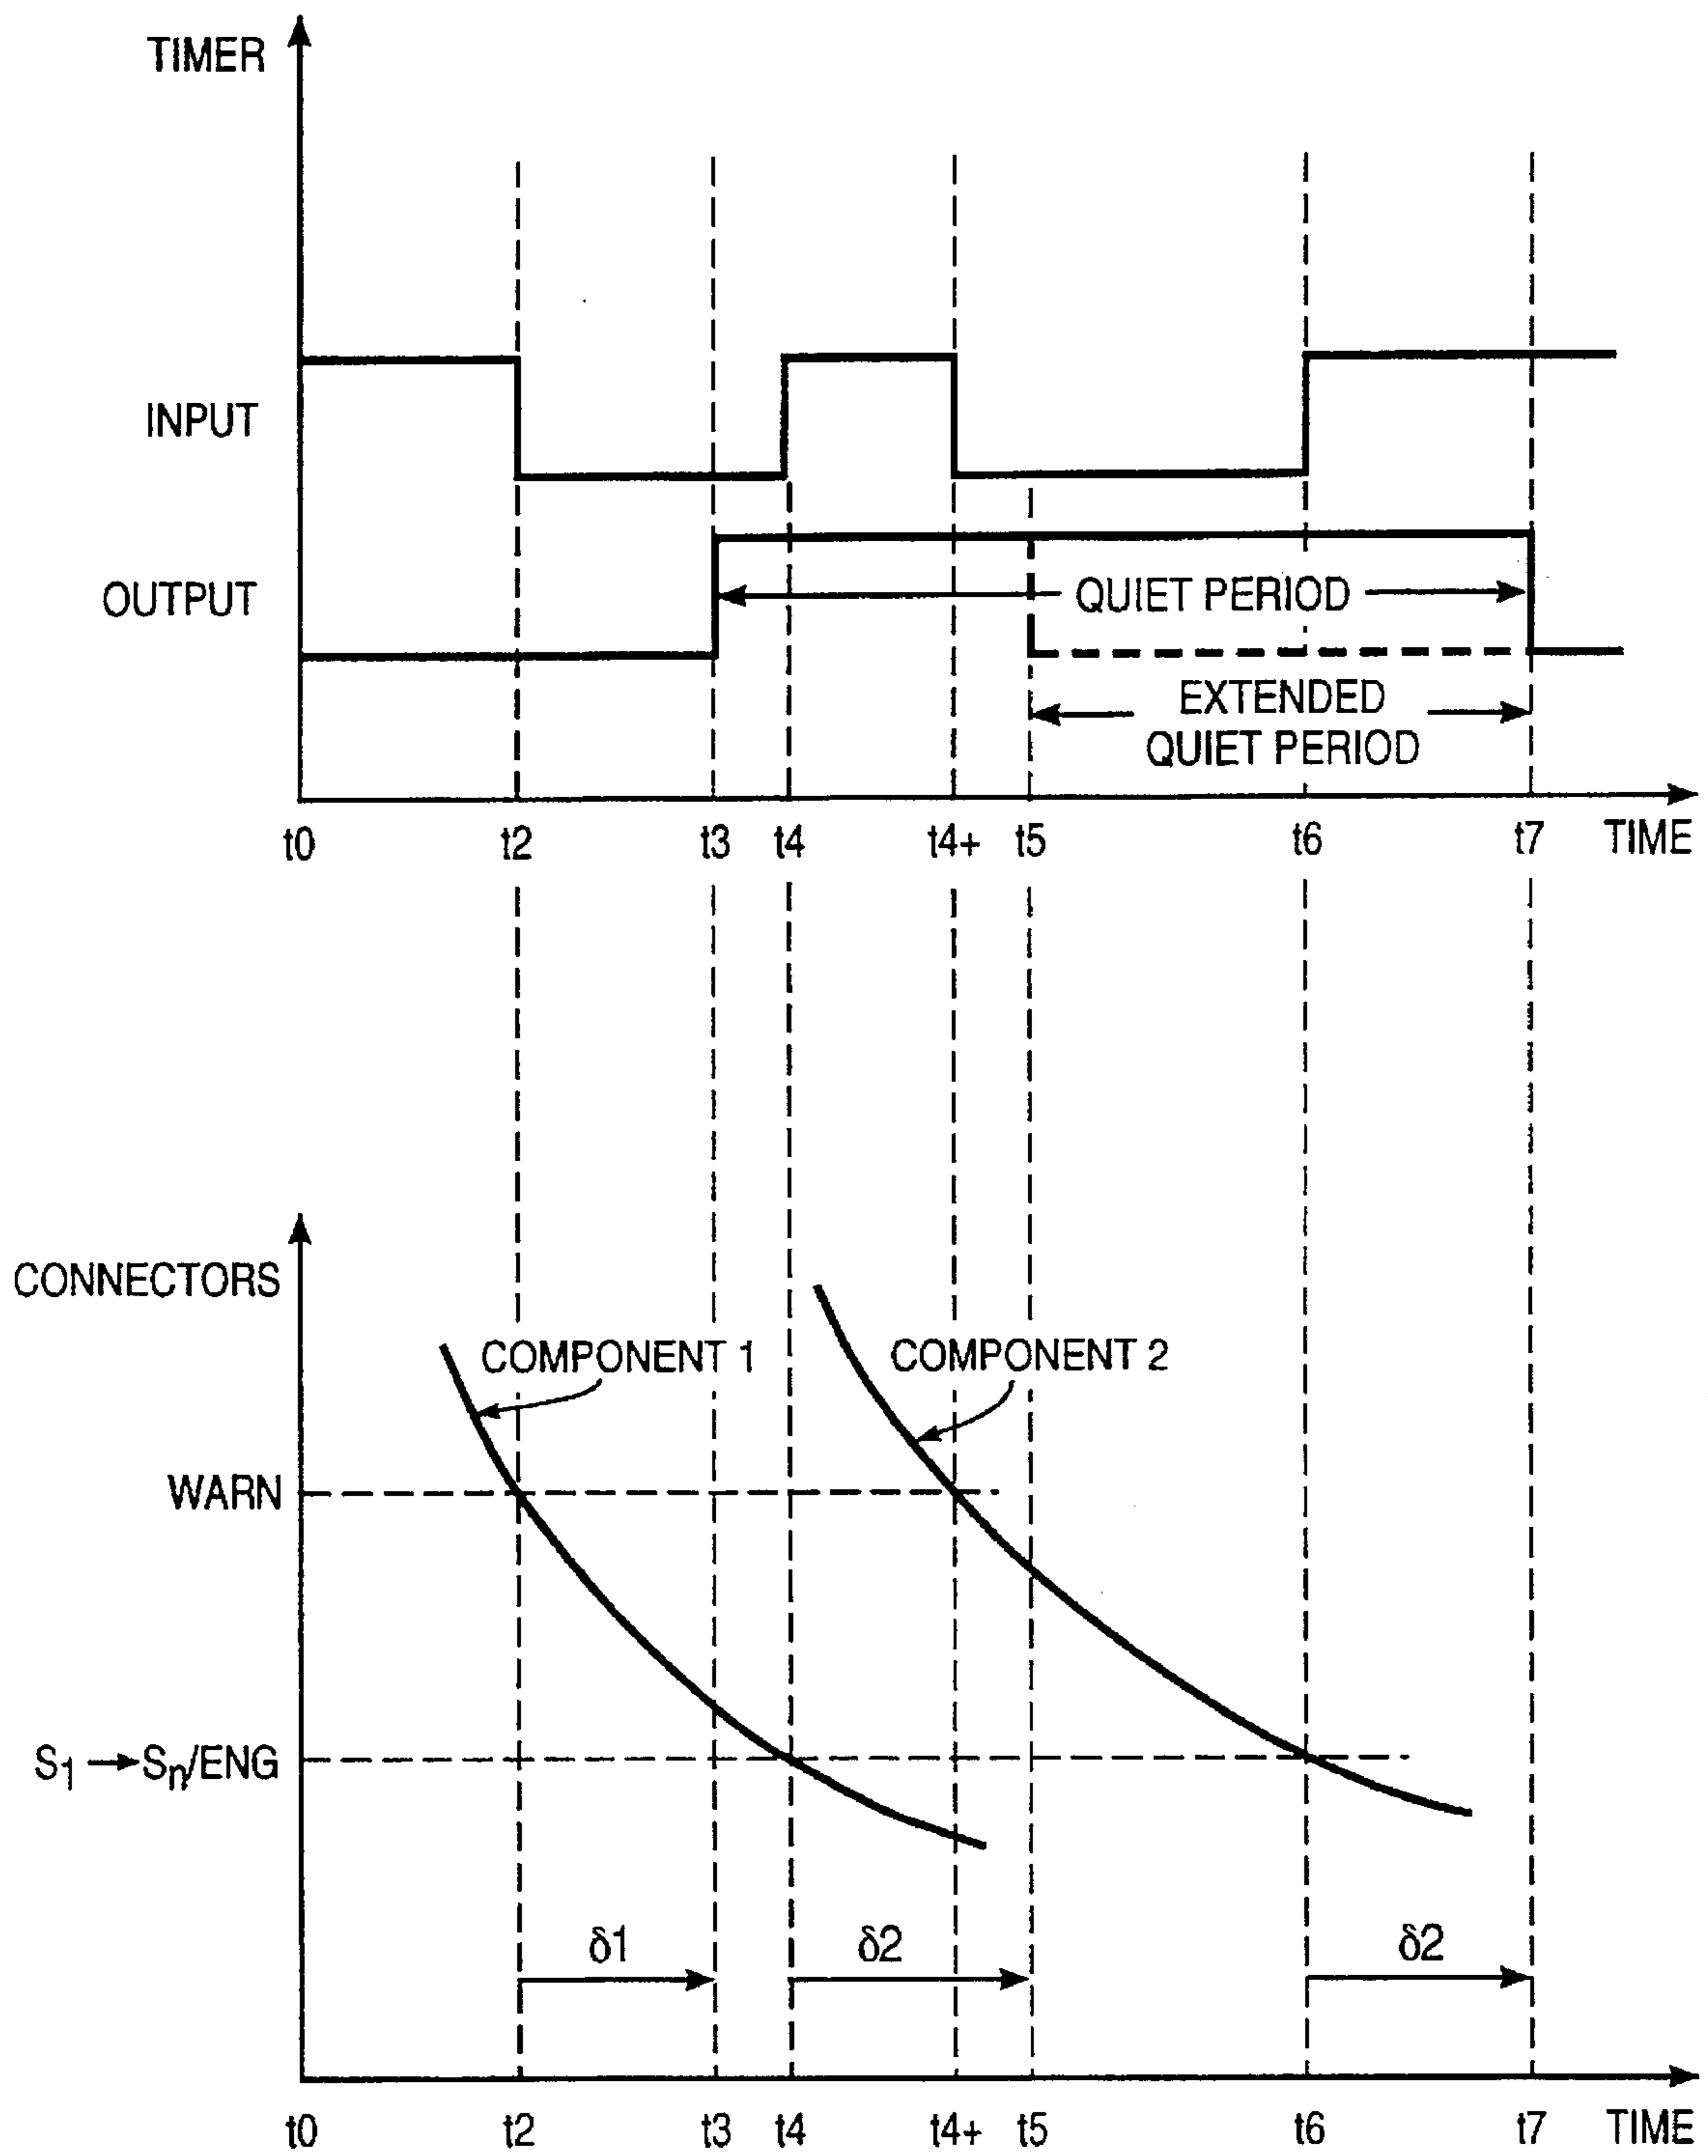 TIMER
INPUT
OUTPUT
QUIET PERIOD
EXTENDED
QUIET PERIOD
t0 t2 t3 t4 t4+ t5 t6 t7 TIME
CONNECTORS
COMPONENT 1 COMPONENT 2
WARN
S1 → Sn/ENG
δ1 δ2 δ2
t0 t2 t3 t4 t4+ t5 t6 t7 TIME